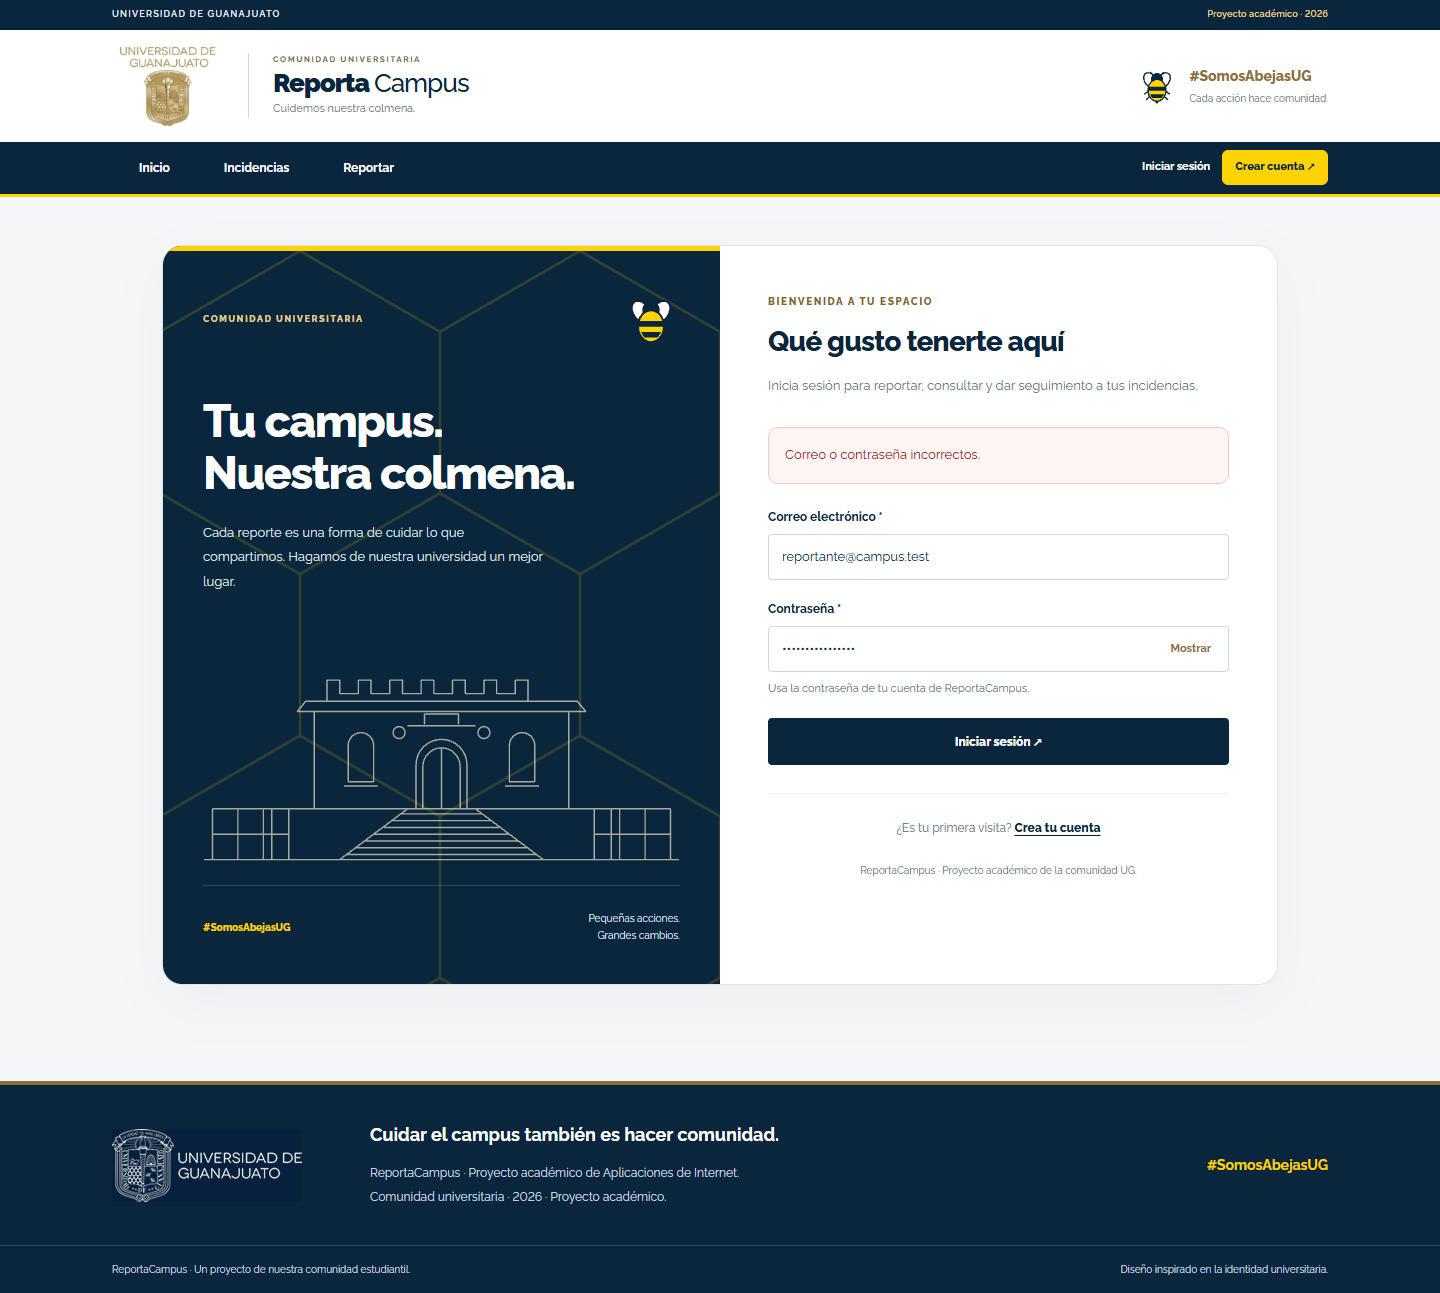 UNIVERSIDAD DE GUANAJUATO
Proyecto académico · 2026
UNIVERSIDAD DE
GUANAJUATO
COMUNIDAD UNIVERSITARIA
Reporta Campus
Cuidemos nuestra colmena.
#SomosAbejasUG
Cada acción hace comunidad.
Inicio
Incidencias
Reportar
Iniciar sesión
Crear cuenta ↗
COMUNIDAD UNIVERSITARIA
Tu campus.
Nuestra colmena.
Cada reporte es una forma de cuidar lo que
compartimos. Hagamos de nuestra universidad un mejor
lugar.
#SomosAbejasUG
Pequeñas acciones.
Grandes cambios.
BIENVENIDA A TU ESPACIO
Qué gusto tenerte aquí
Inicia sesión para reportar, consultar y dar seguimiento a tus incidencias.
Correo o contraseña incorrectos.
Correo electrónico *
reportante@campus.test
Contraseña *
••••••••••••••••
Mostrar
Usa la contraseña de tu cuenta de ReportaCampus.
Iniciar sesión ↗
¿Es tu primera visita? Crea tu cuenta
ReportaCampus · Proyecto académico de la comunidad UG.
UNIVERSIDAD DE
GUANAJUATO
Cuidar el campus también es hacer comunidad.
ReportaCampus · Proyecto académico de Aplicaciones de Internet.
Comunidad universitaria · 2026 · Proyecto académico.
#SomosAbejasUG
ReportaCampus · Un proyecto de nuestra comunidad estudiantil.
Diseño inspirado en la identidad universitaria.